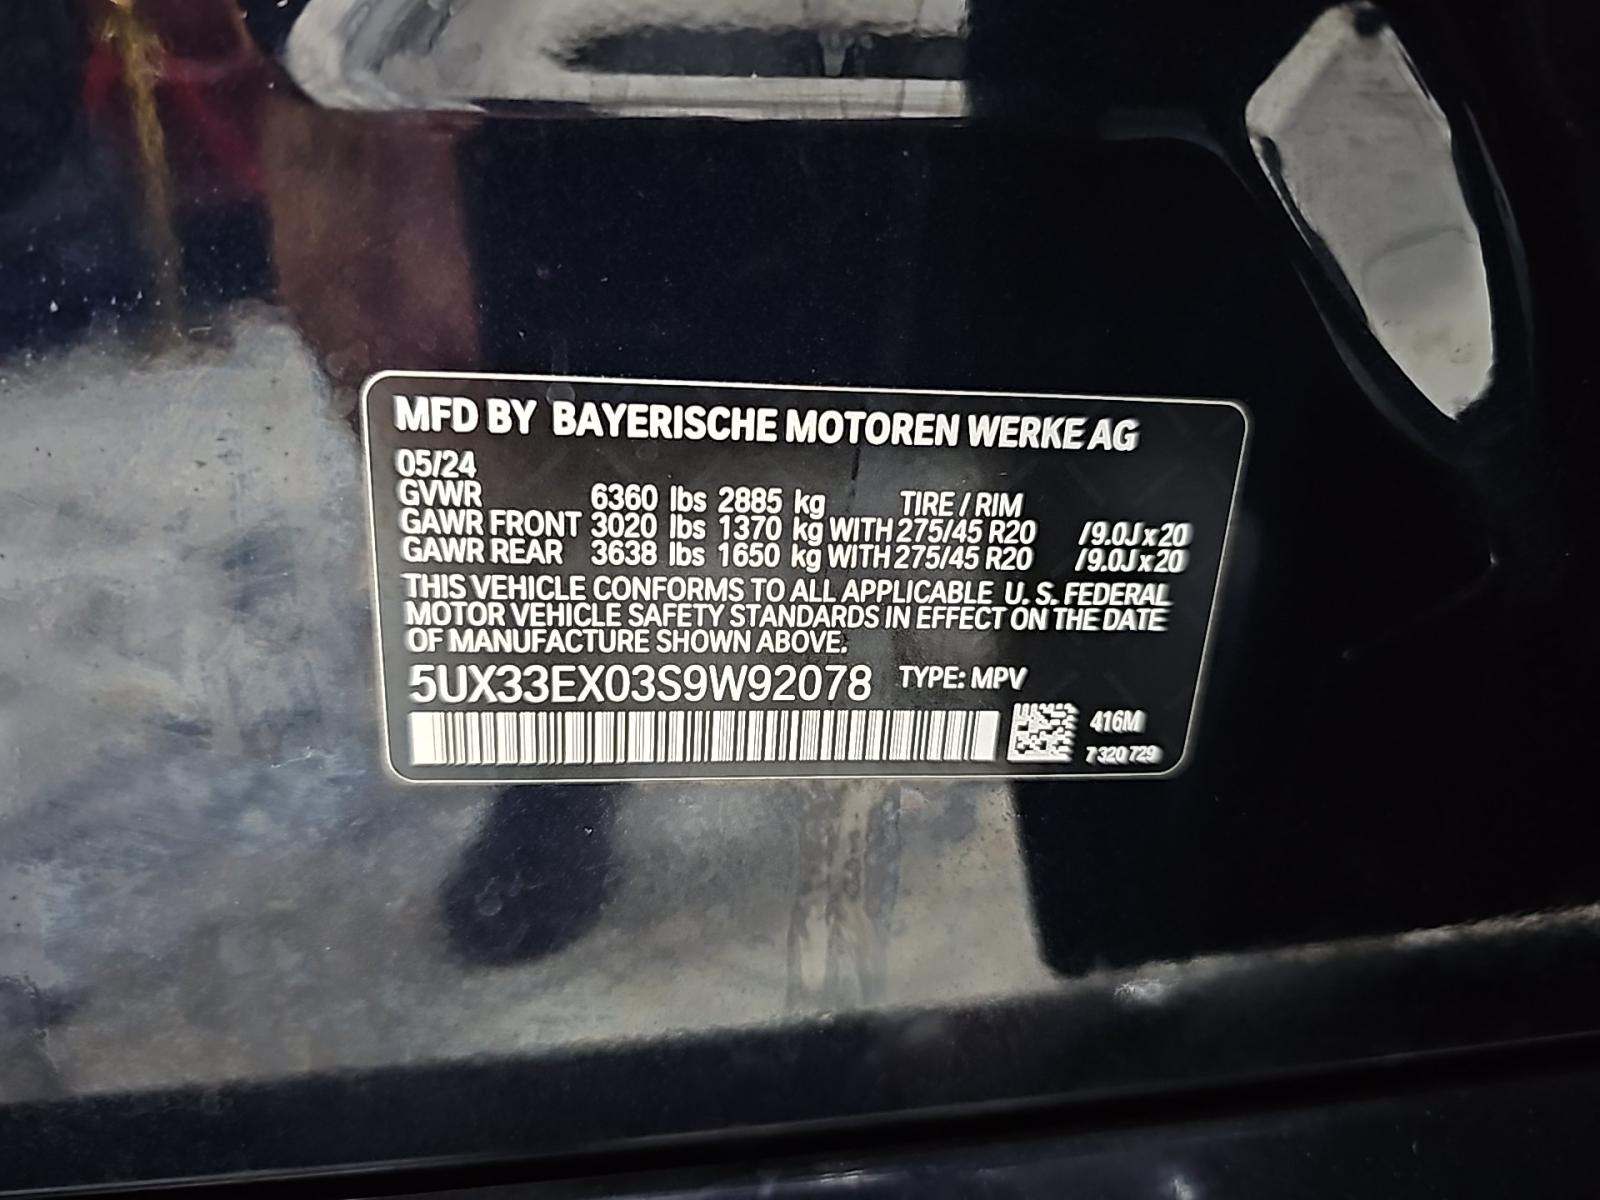 MFD BY BAYERISCHE MOTOREN WERKE AG
05/24
GVWR 6360 lbs 2885 kg TIRE / RIM
GAWR FRONT 3020 lbs 1370 kg WITH 275/45 R20 /9.0J x 20
GAWR REAR 3638 lbs 1650 kg WITH 275/45 R20 /9.0J x 20
THIS VEHICLE CONFORMS TO ALL APPLICABLE U. S. FEDERAL
MOTOR VEHICLE SAFETY STANDARDS IN EFFECT ON THE DATE
OF MANUFACTURE SHOWN ABOVE.
5UX33EX03S9W92078 TYPE: MPV
416M
7 320 729